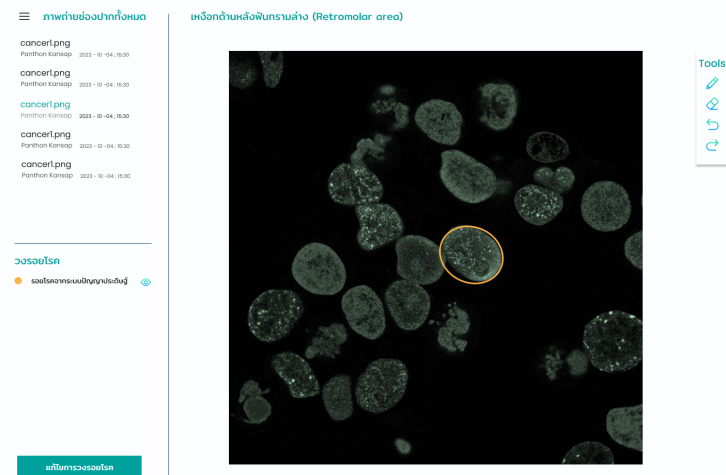 ภาพถ่ายช่องปากทั้งหมด
เหงือกด้านหลังฟันกรามล่าง (Retromolar area)
cancer1.png
Panthon Kansap 2023 - 10 -04 ; 15:30
cancer1.png
Panthon Kansap 2023 - 10 -04 ; 15:30
cancer1.png
Panthon Kansap 2023 - 10 -04 ; 15:30
cancer1.png
Panthon Kansap 2023 - 10 -04 ; 15:30
cancer1.png
Panthon Kansap 2023 - 10 -04 ; 15:30
วงรอยโรค
รอยโรคจากระบบปัญญาประดิษฐ์
แก้ไขการวงรอยโรค
Tools